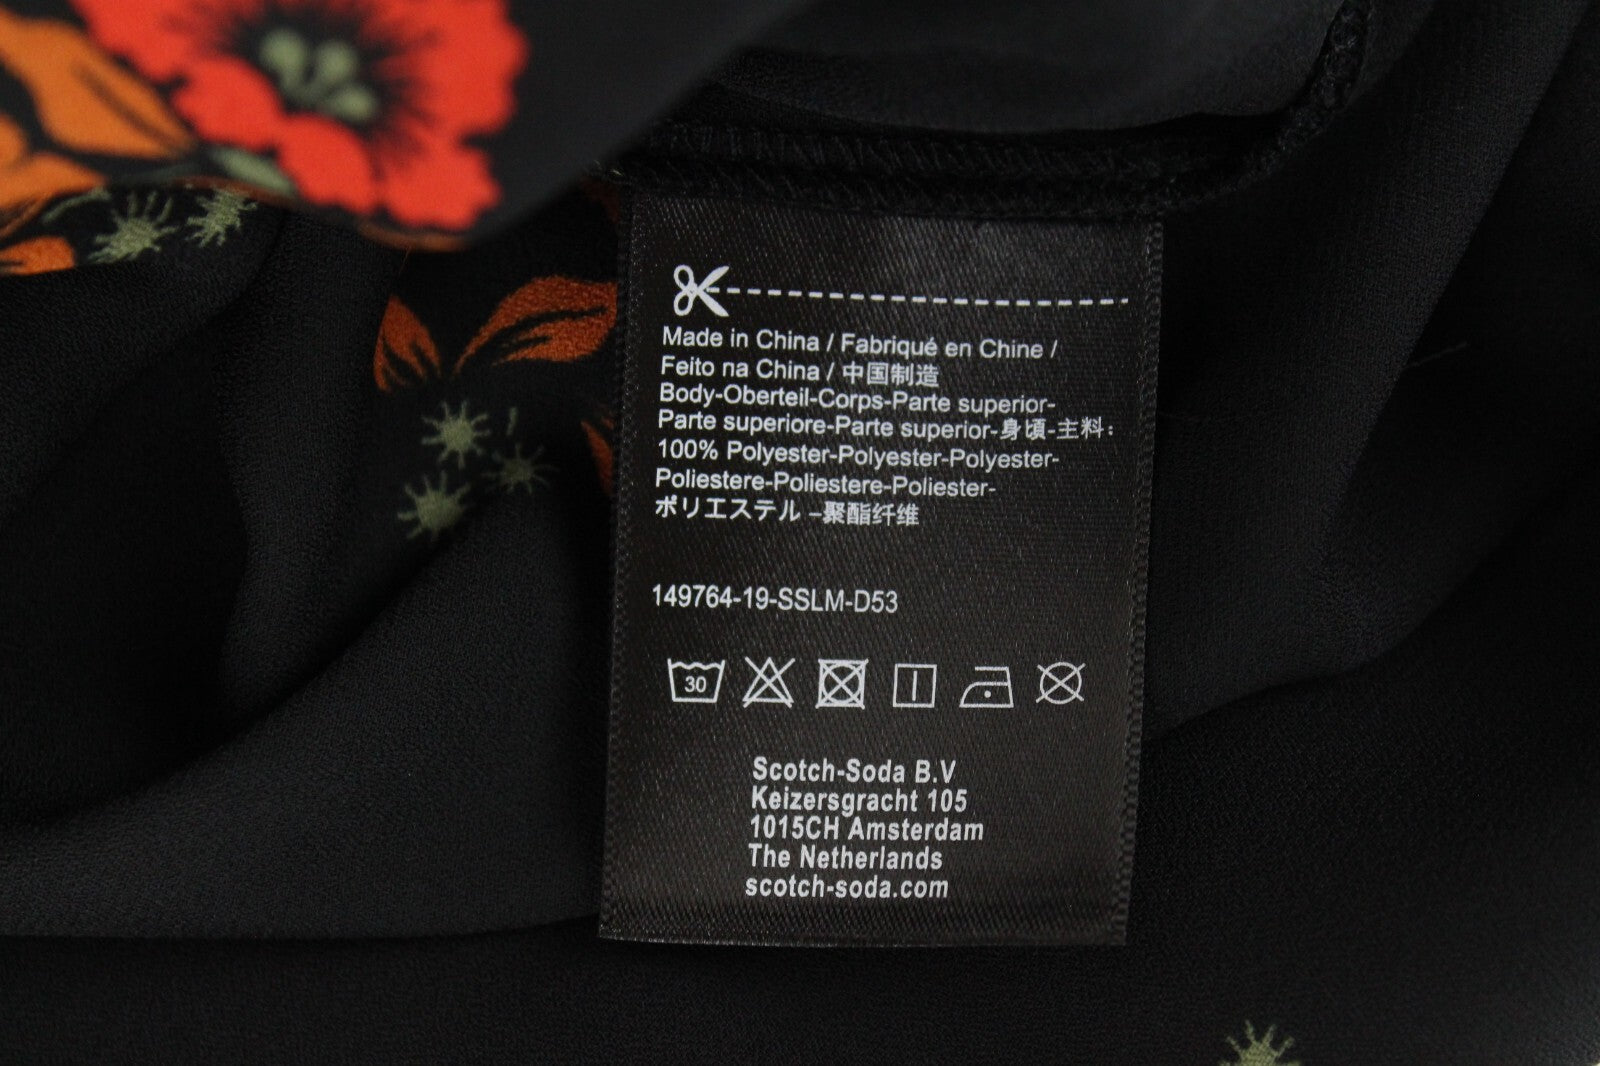 Made in China / Fabriqué en Chine /
Feito na China / 中国制造
Body-Oberteil-Corps-Parte superior-
Parte superiore-Parte superior-身頃-主料:
100% Polyester-Polyester-Polyester-
Poliestere-Poliestere-Poliester-
ポリエステル –聚酯纤维
149764-19-SSLM-D53
30
Scotch-Soda B.V
Keizersgracht 105
1015CH Amsterdam
The Netherlands
scotch-soda.com